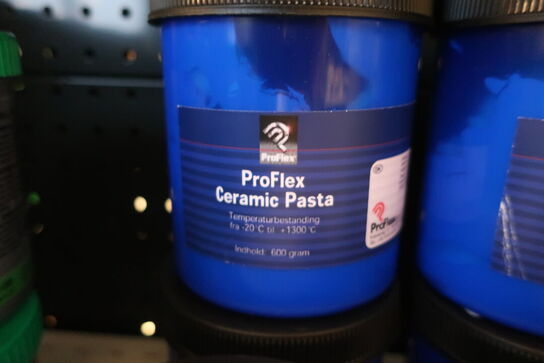 ProFlex
ProFlex
Ceramic Pasta
Temperaturbestanding
fra -20°C til +1300°C
Indhold: 600 gram
ProFlex